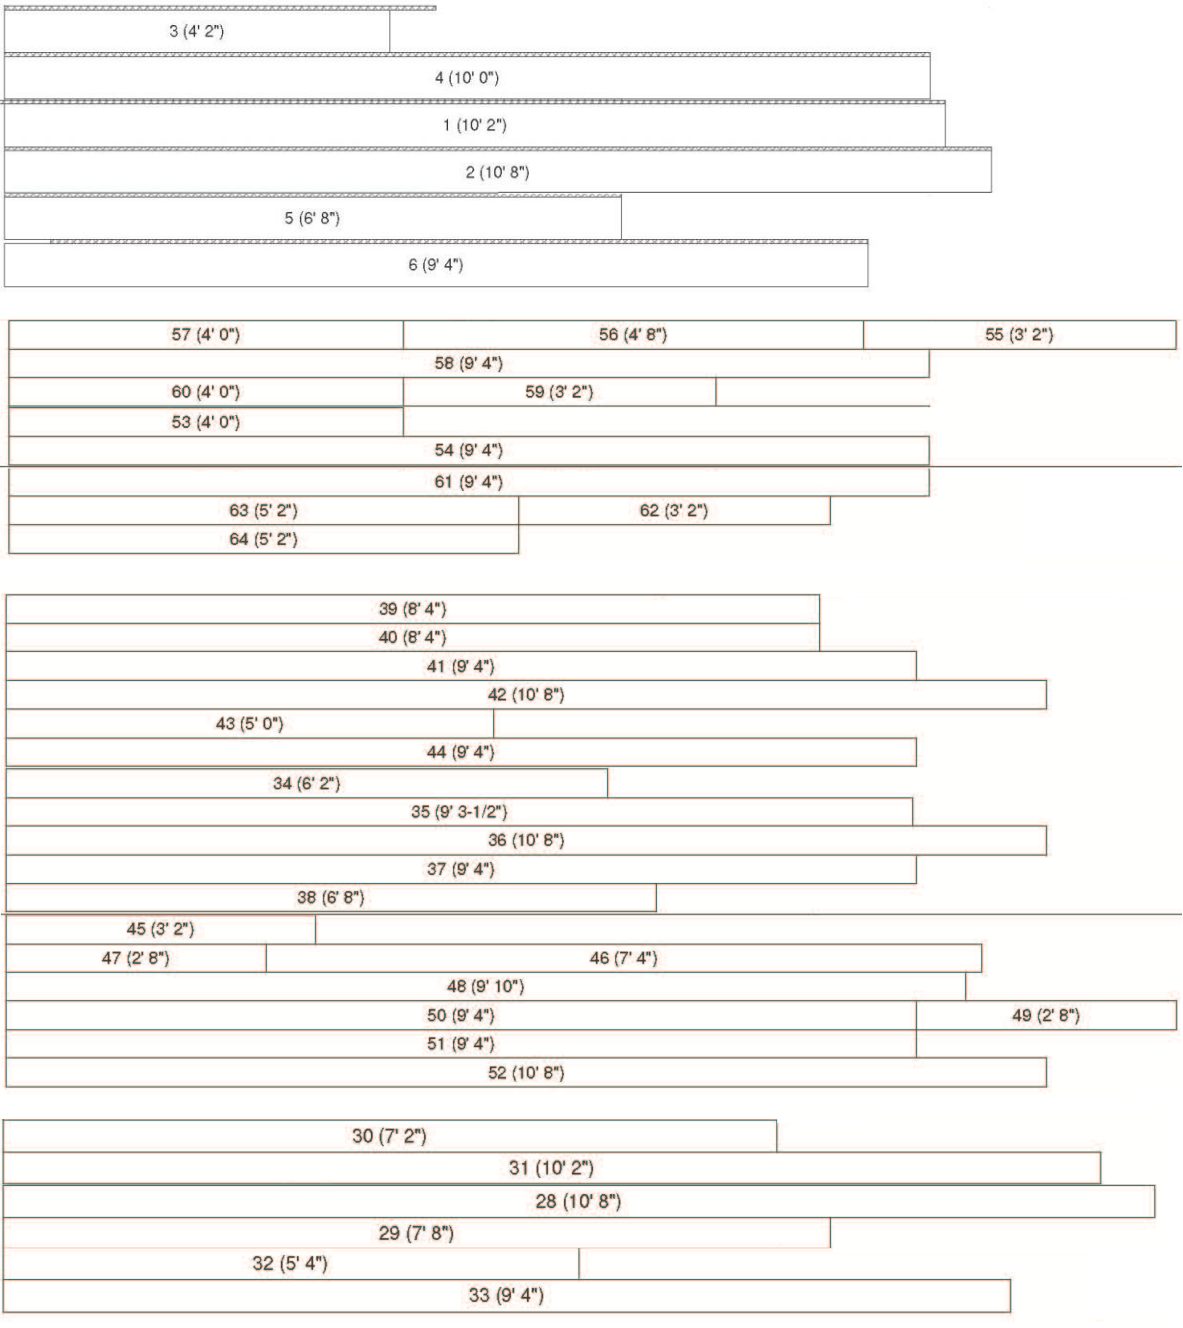 3 (4' 2")
4 (10' 0")
1 (10' 2")
2 (10' 8")
5 (6' 8")
6 (9' 4")
57 (4' 0") 56 (4' 8") 55 (3' 2")
58 (9' 4")
60 (4' 0") 59 (3' 2")
53 (4' 0")
54 (9' 4")
61 (9' 4")
63 (5' 2") 62 (3' 2")
64 (5' 2")
39 (8' 4")
40 (8' 4")
41 (9' 4")
42 (10' 8")
43 (5' 0")
44 (9' 4")
34 (6' 2")
35 (9' 3-1/2")
36 (10' 8")
37 (9' 4")
38 (6' 8")
45 (3' 2")
47 (2' 8") 46 (7' 4")
48 (9' 10")
50 (9' 4") 49 (2' 8")
51 (9' 4")
52 (10' 8")
30 (7' 2")
31 (10' 2")
28 (10' 8")
29 (7' 8")
32 (5' 4")
33 (9' 4")